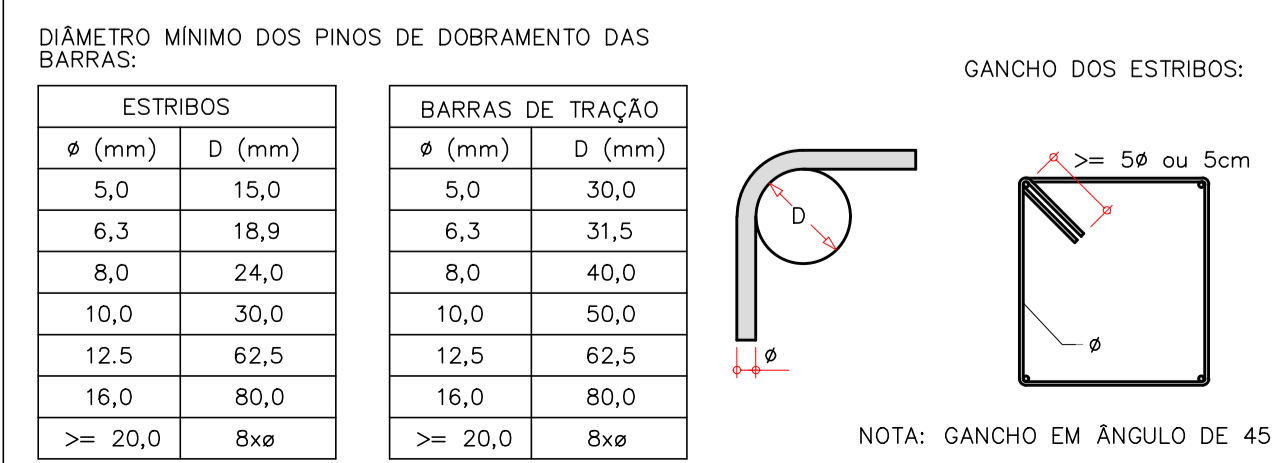 DIÂMETRO MÍNIMO DOS PINOS DE DOBRAMENTO DAS
BARRAS:
ESTRIBOS
ø (mm) D (mm)
5,0 15,0
6,3 18,9
8,0 24,0
10,0 30,0
12.5 62,5
16,0 80,0
>= 20,0 8xø
BARRAS DE TRAÇÃO
ø (mm) D (mm)
5,0 30,0
6,3 31,5
8,0 40,0
10,0 50,0
12,5 62,5
16,0 80,0
>= 20,0 8xø
D
ø
GANCHO DOS ESTRIBOS:
>= 5ø ou 5cm
ø
NOTA: GANCHO EM ÂNGULO DE 45